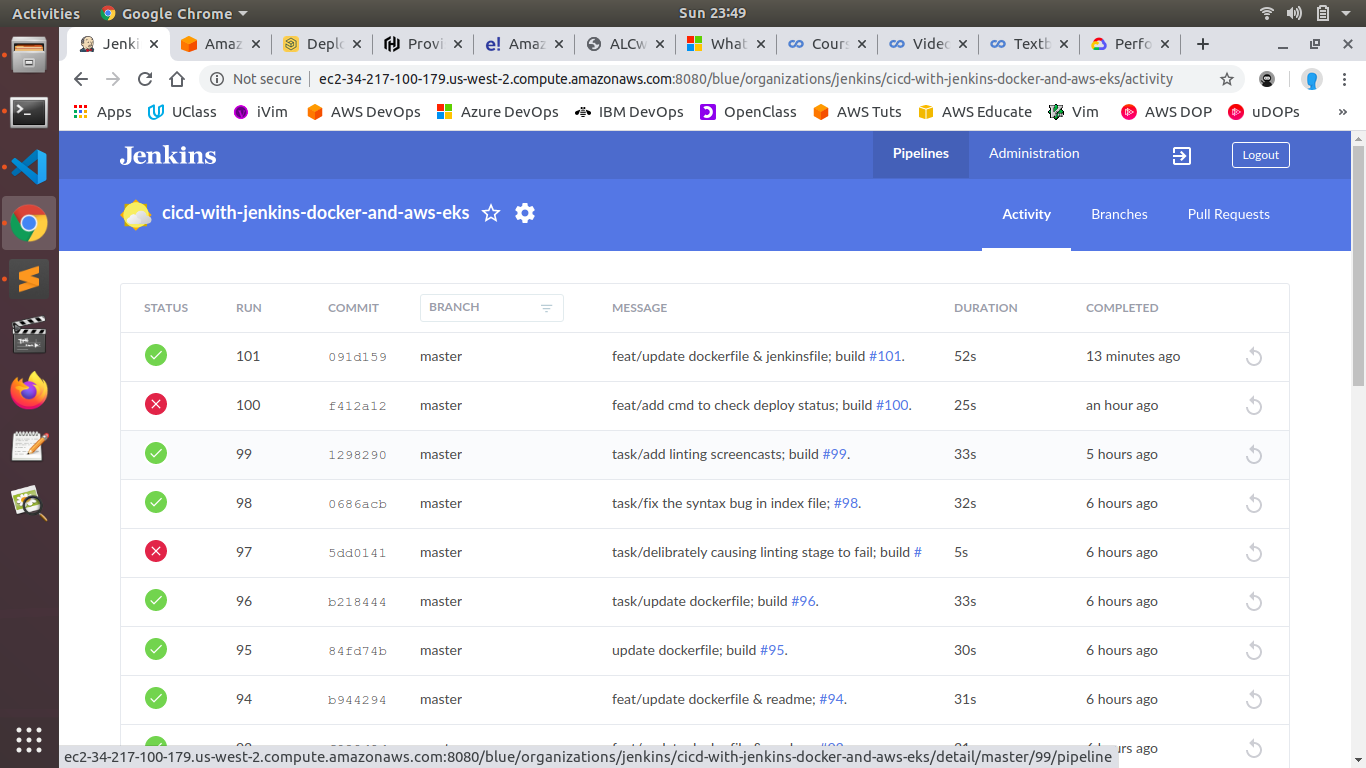 Activities Google Chrome Sun 23:49
Jenki Amaz Deplo Provi Amaz ALCw What Cours Videc Textb Perfo
Not secure ec2-34-217-100-179.us-west-2.compute.amazonaws.com:8080/blue/organizations/jenkins/cicd-with-jenkins-docker-and-aws-eks/activity
Apps UClass iVim AWS DevOps Azure DevOps IBM DevOps OpenClass AWS Tuts AWS Educate Vim AWS DOP uDOPs »
Jenkins Pipelines Administration Logout
cicd-with-jenkins-docker-and-aws-eks Activity Branches Pull Requests
STATUS RUN COMMIT BRANCH MESSAGE DURATION COMPLETED
101 091d159 master feat/update dockerfile & jenkinsfile; build #101. 52s 13 minutes ago
100 f412a12 master feat/add cmd to check deploy status; build #100. 25s an hour ago
99 1298290 master task/add linting screencasts; build #99. 33s 5 hours ago
98 0686acb master task/fix the syntax bug in index file; #98. 32s 6 hours ago
97 5dd0141 master task/delibrately causing linting stage to fail; build # 5s 6 hours ago
96 b218444 master task/update dockerfile; build #96. 33s 6 hours ago
95 84fd74b master update dockerfile; build #95. 30s 6 hours ago
94 b944294 master feat/update dockerfile & readme; #94. 31s 6 hours ago
ago
ec2-34-217-100-179.us-west-2.compute.amazonaws.com:8080/blue/organizations/jenkins/cicd-with-jenkins-docker-and-aws-eks/detail/master/99/pipeline